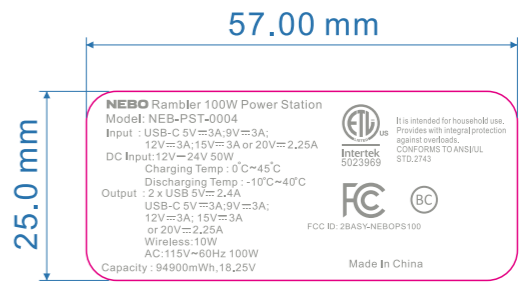 57.00 mm
25.0 mm
NEBO Rambler 100W Power Station
Model: NEB-PST-0004
Input : USB-C 5V⎓3A;9V⎓3A;
12V⎓3A;15V⎓3A or 20V⎓2.25A
DC Input:12V—24V 50W
Charging Temp : 0℃~45℃
Discharging Temp : -10℃~40℃
Output : 2 x USB 5V⎓2.4A
USB-C 5V⎓3A;9V⎓3A;
12V⎓3A; 15V⎓3A
or 20V⎓2.25A
Wireless:10W
AC:115V~60Hz 100W
Capacity : 94900mWh,18.25V
ETL
US
Intertek
5023969
It is intended for household use.
Provides with integral protection
against overloads.
CONFORMS TO ANSI/UL
STD.2743
FC
BC
FCC ID: 2BASY-NEBOPS100
Made In China